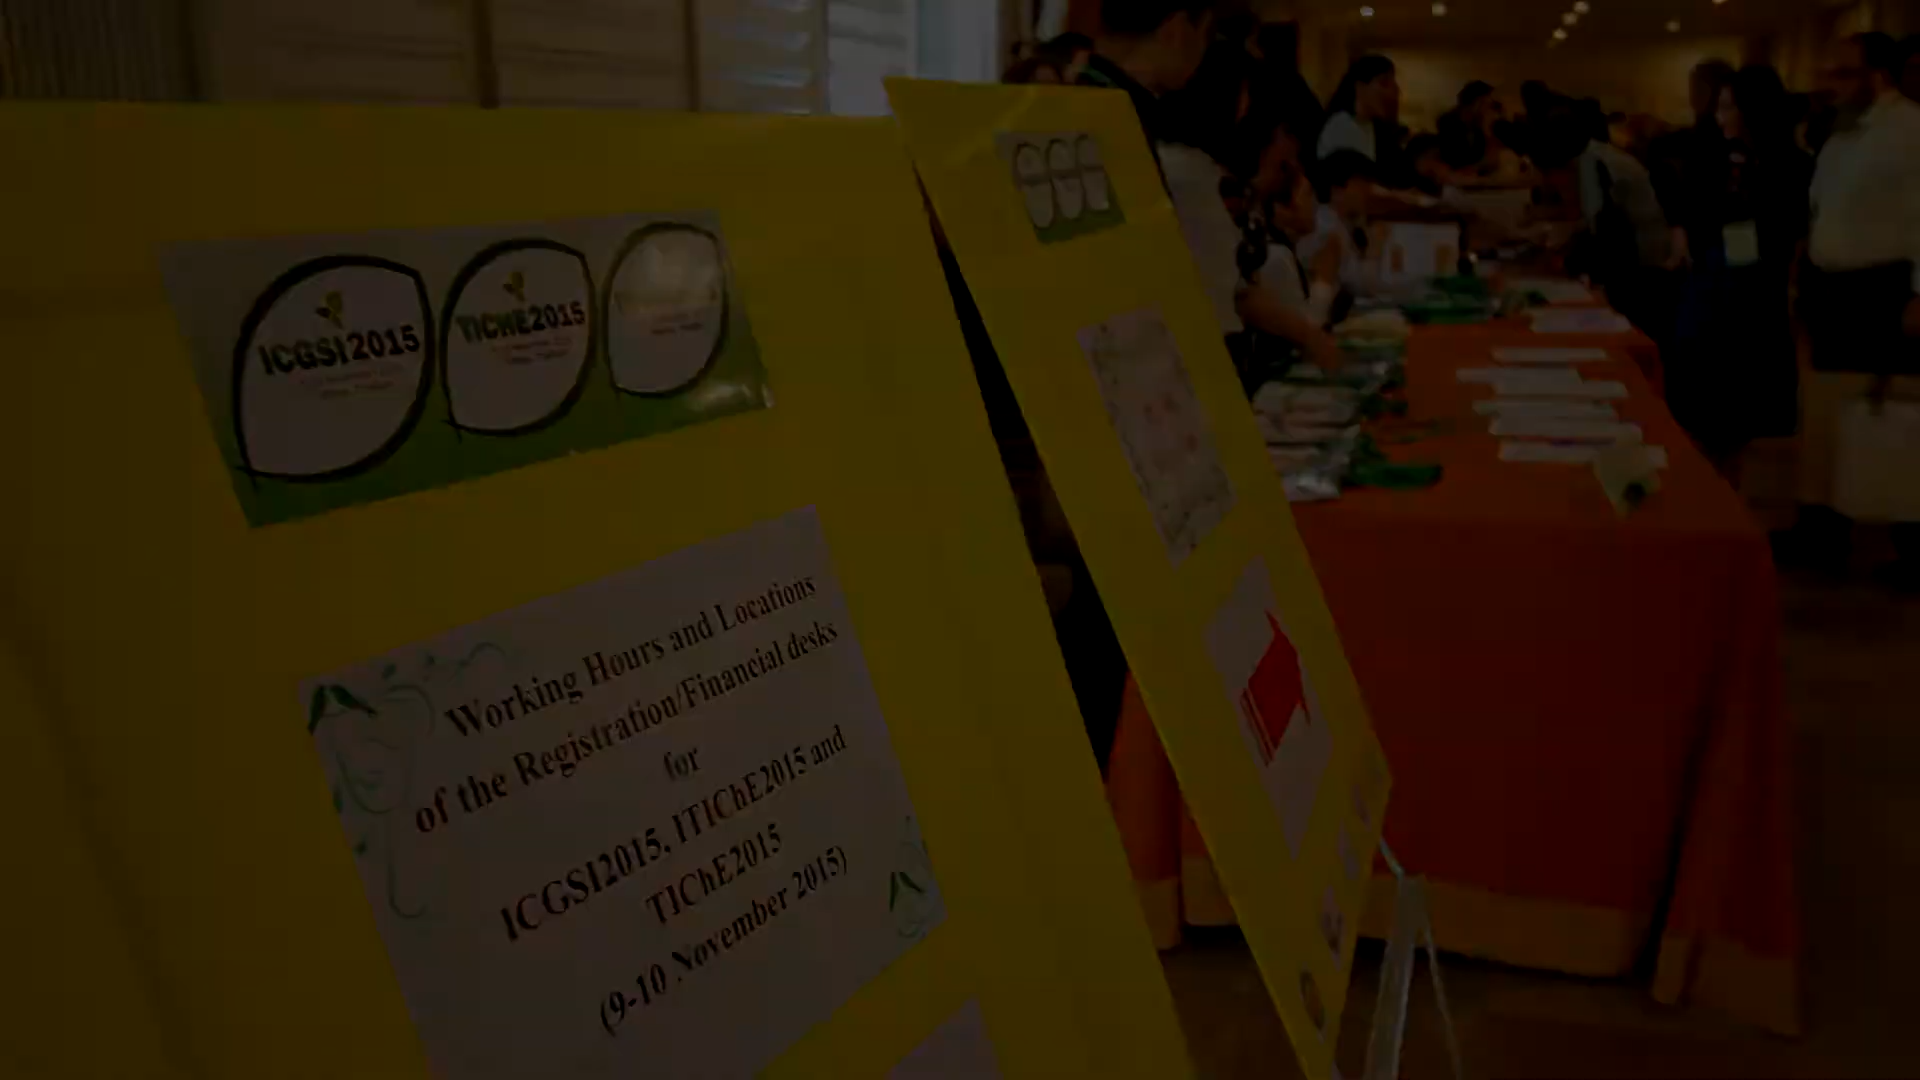 ICGSI2015
TIChE2015
Working Hours and Locations
of the Registration/Financial desks
for
ICGSI2015, ITIChE2015 and
TIChE2015
(9-10 November 2015)